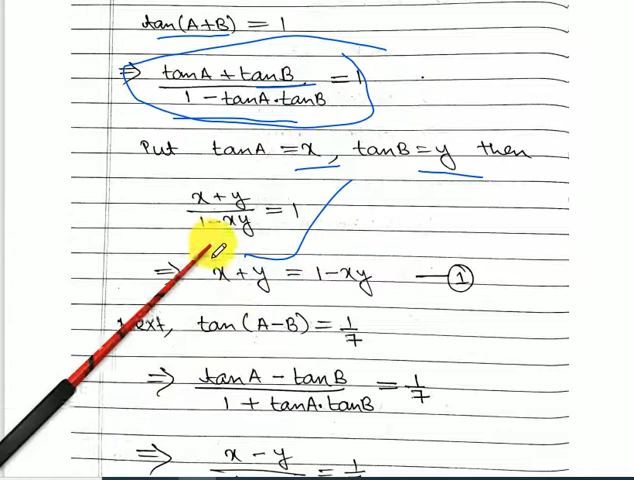 tan(A+B) = 1
⇒ tanA + tanB / 1 - tanA·tanB = 1
Put tanA = x, tanB = y then
x + y / 1 - xy = 1
⇒ x + y = 1 - xy — ①
Next, tan(A-B) = 1/7
⇒ tanA - tanB / 1 + tanA·tanB = 1/7
⇒ x - y